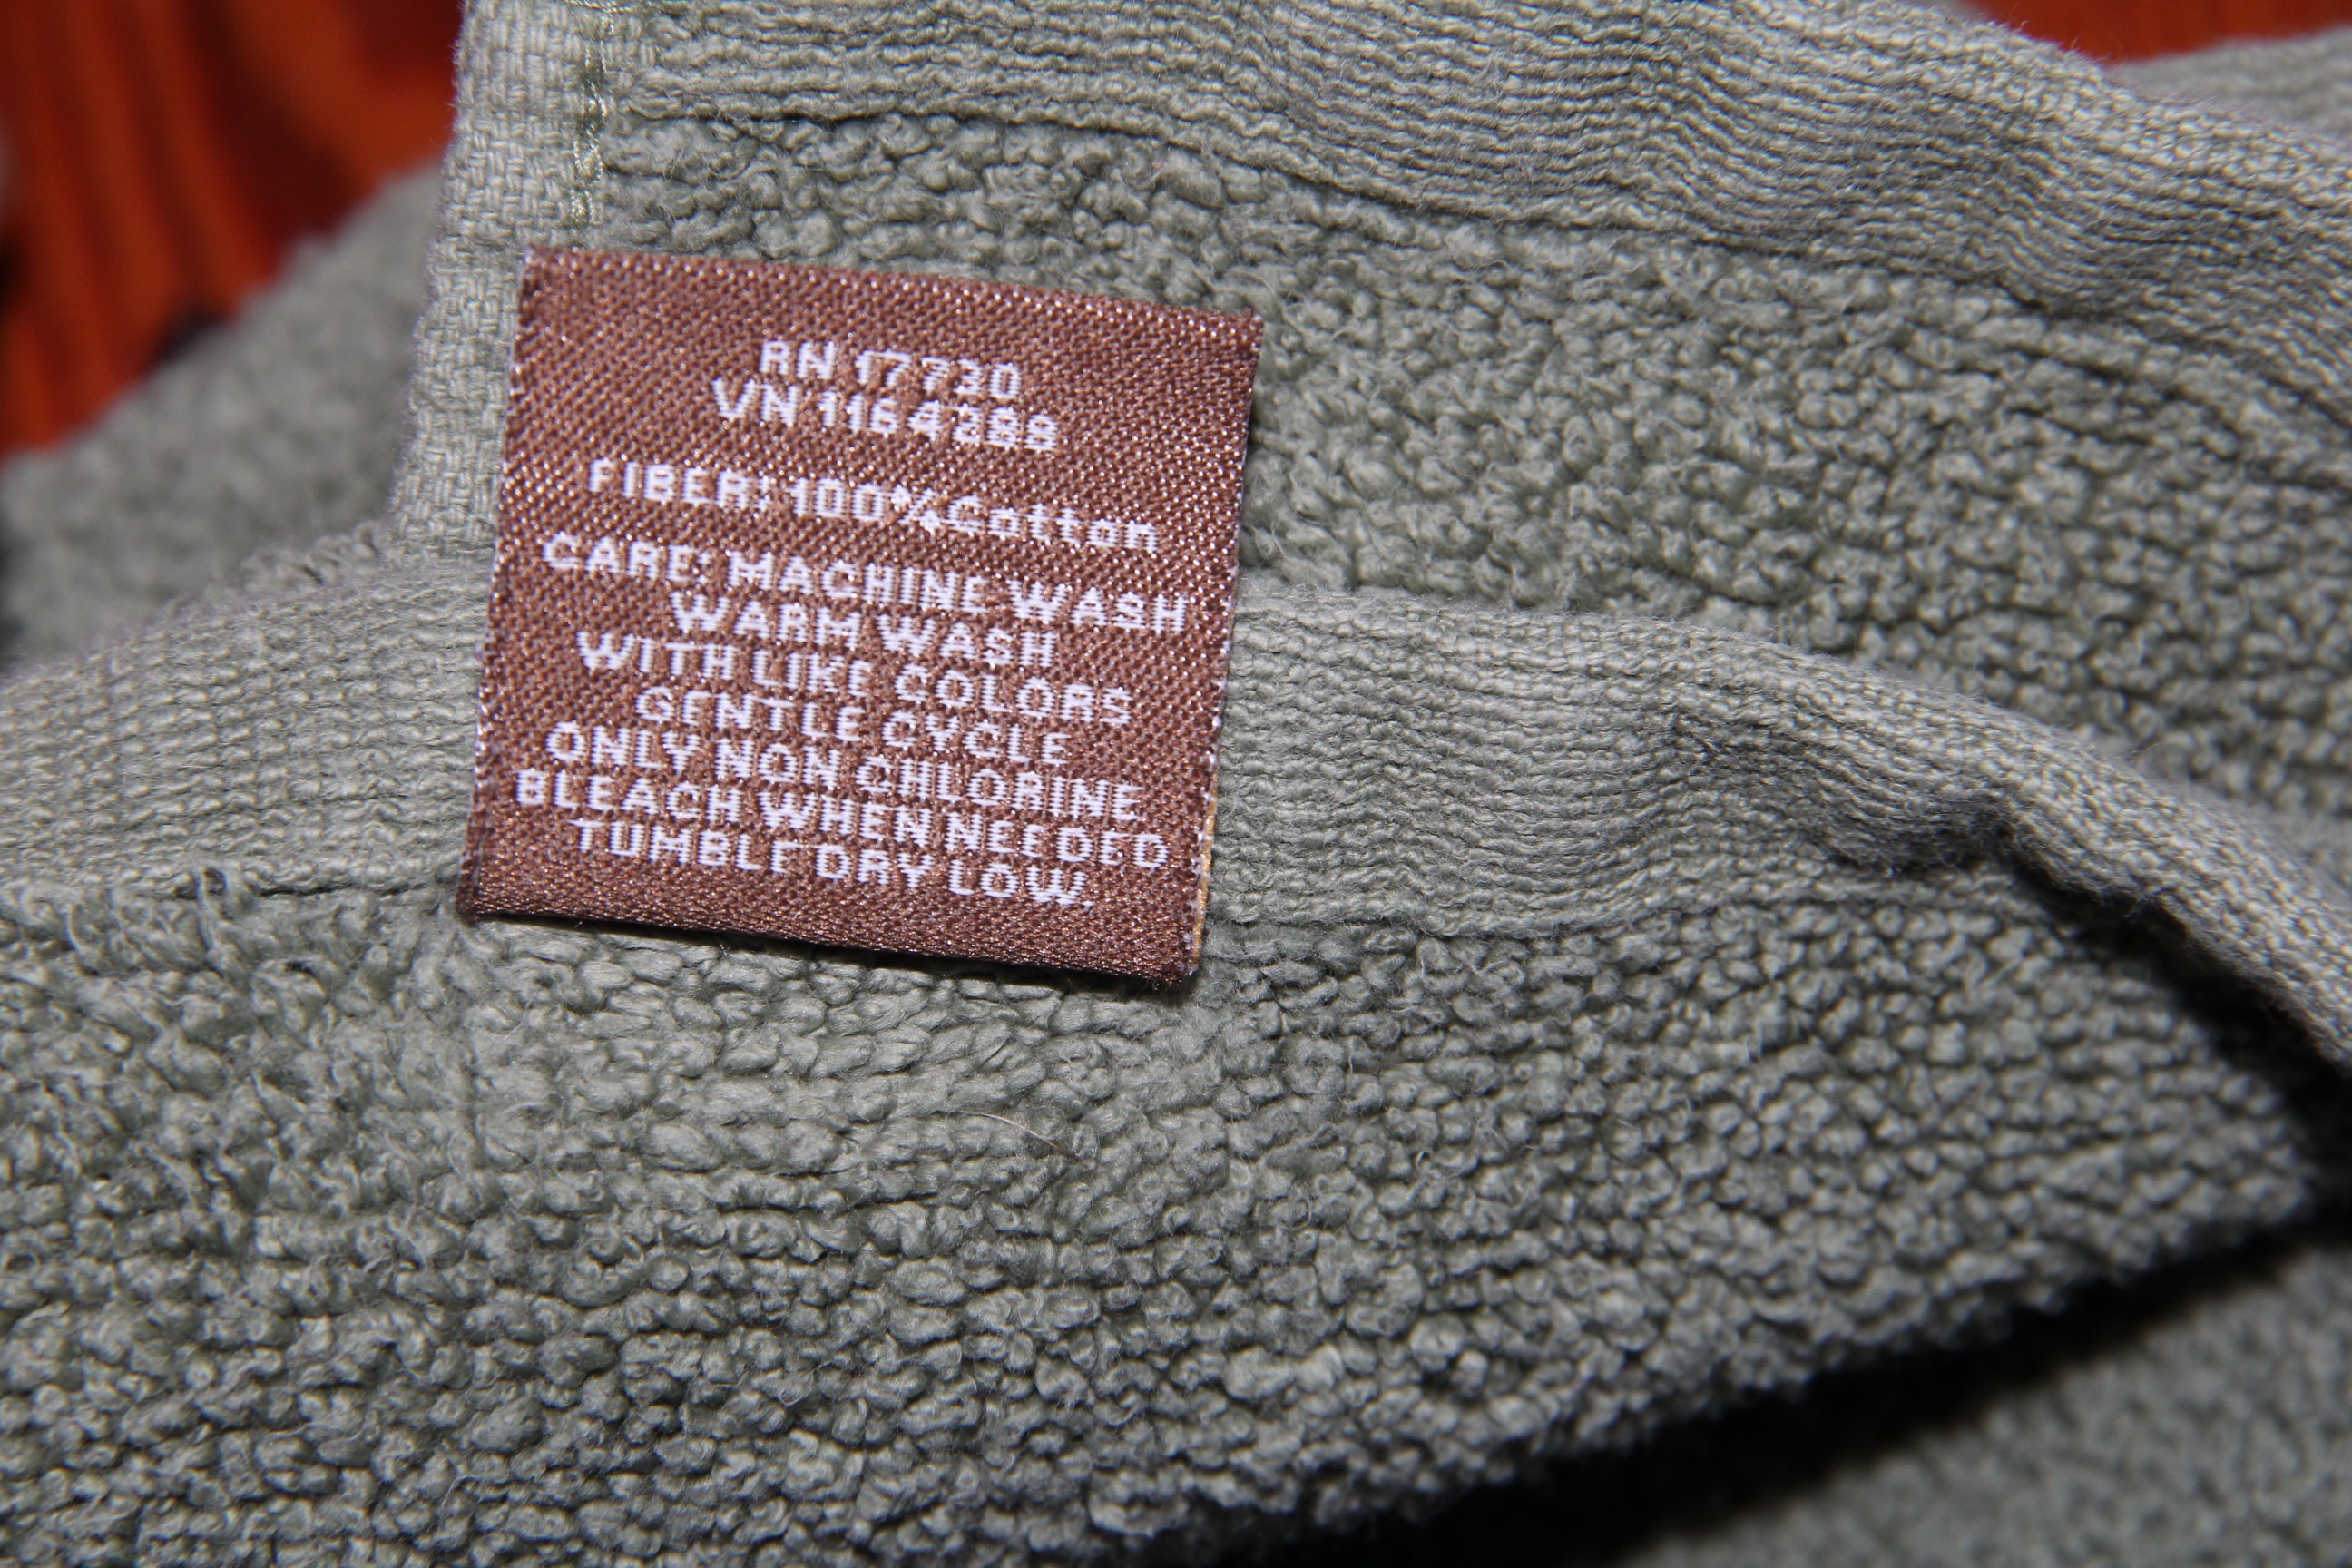 RN 17730
VN 1164288
FIBER: 100% Cotton
CARE: MACHINE WASH
WARM WASH
WITH LIKE COLORS
GENTLE CYCLE
ONLY NON CHLORINE
BLEACH WHEN NEEDED
TUMBLE DRY LOW.